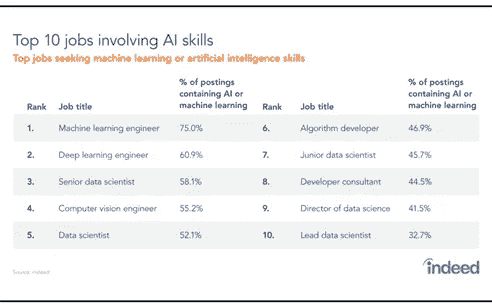 Top 10 jobs involving AI skills
Top jobs seeking machine learning or artificial intelligence skills
Rank Job title % of postings containing AI or machine learning Rank Job title % of postings containing AI or machine learning
1. Machine learning engineer 75.0% 6. Algorithm developer 46.9%
2. Deep learning engineer 60.9% 7. Junior data scientist 45.7%
3. Senior data scientist 58.1% 8. Developer consultant 44.5%
4. Computer vision engineer 55.2% 9. Director of data science 41.5%
5. Data scientist 52.1% 10. Lead data scientist 32.7%
Source: Indeed
indeed